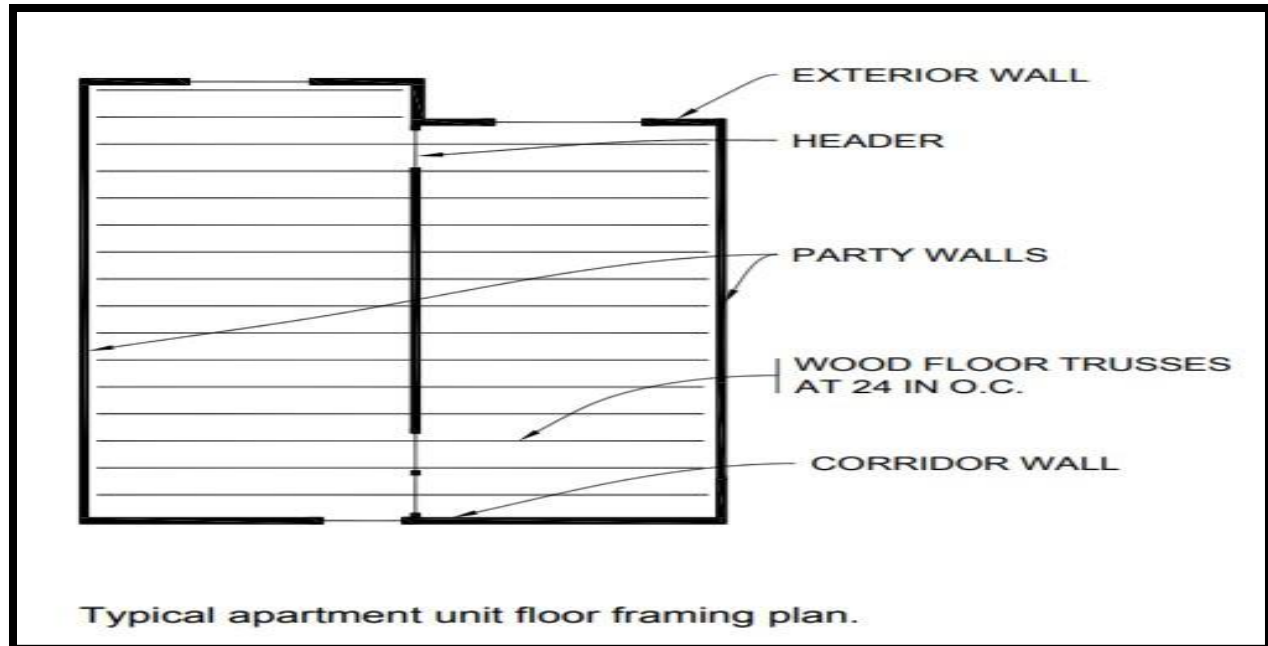 EXTERIOR WALL
HEADER
PARTY WALLS
WOOD FLOOR TRUSSES
AT 24 IN O.C.
CORRIDOR WALL
Typical apartment unit floor framing plan.